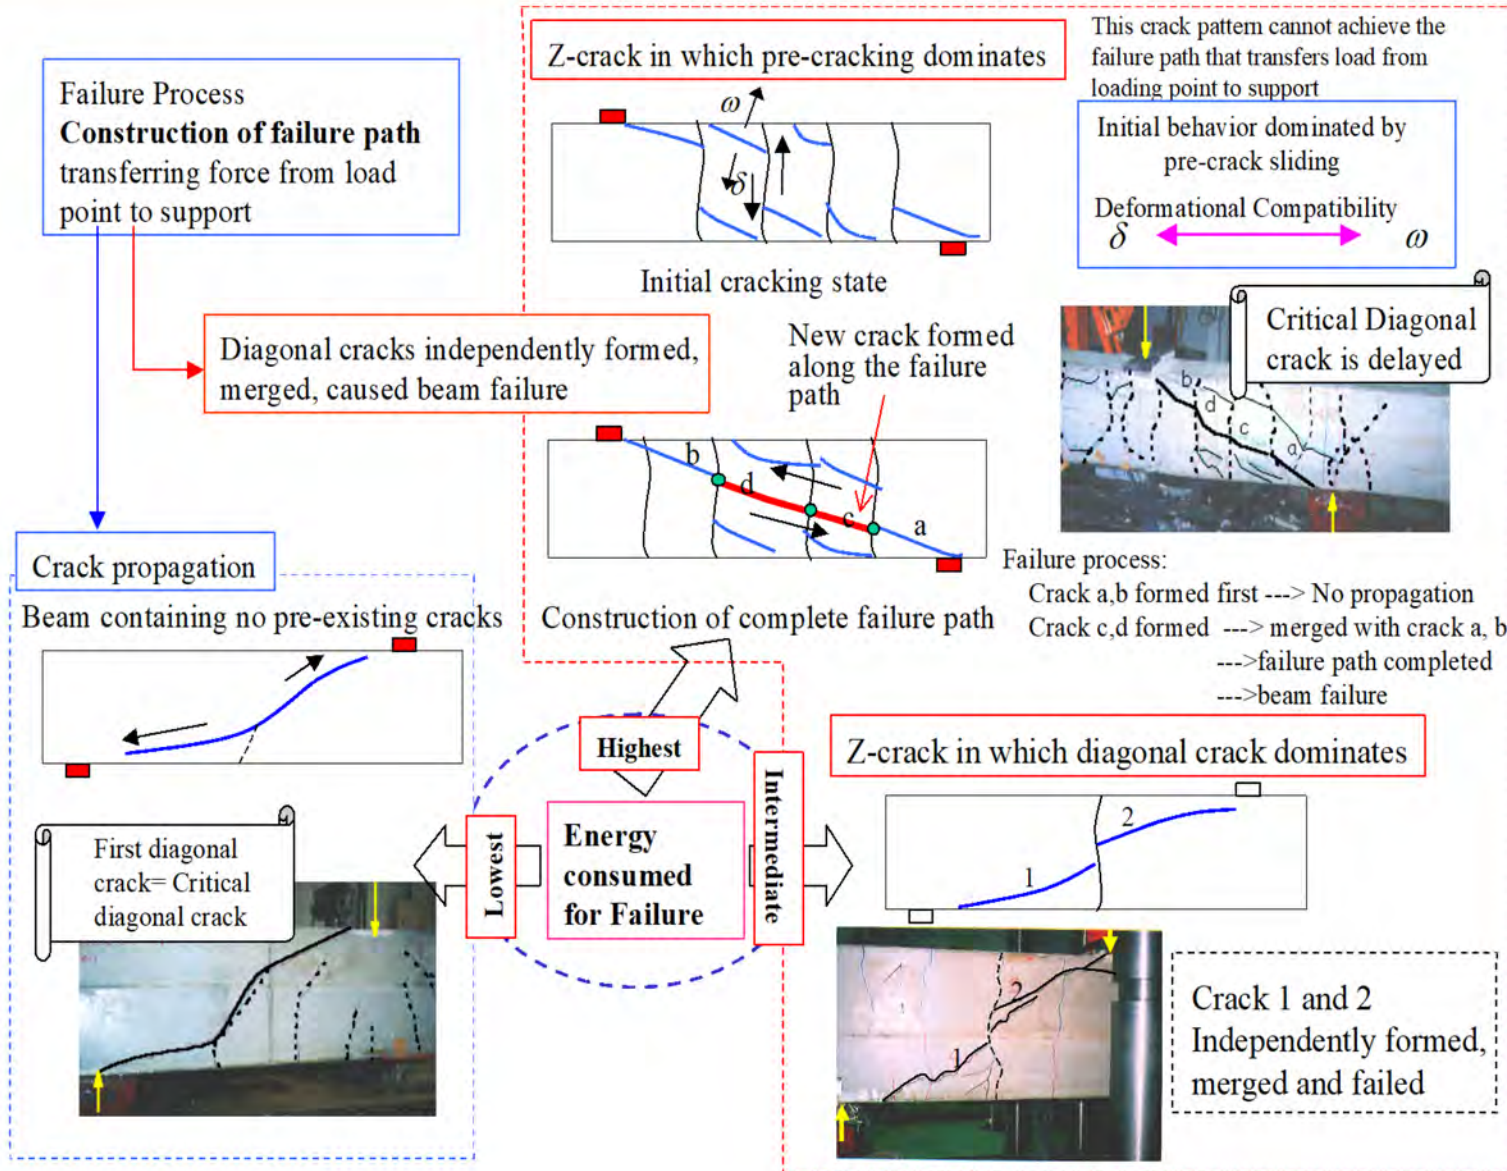 Failure Process
Construction of failure path
transferring force from load
point to support
Z-crack in which pre-cracking dominates
ω
δ
Initial cracking state
This crack pattern cannot achieve the
failure path that transfers load from
loading point to support
Initial behavior dominated by
pre-crack sliding
Deformational Compatibility
δ
ω
Diagonal cracks independently formed,
merged, caused beam failure
New crack formed
along the failure
path
b
d
c
a
Construction of complete failure path
Critical Diagonal
crack is delayed
b
d
c
a
Failure process:
Crack a,b formed first ---> No propagation
Crack c,d formed ---> merged with crack a, b
--->failure path completed
--->beam failure
Crack propagation
Beam containing no pre-existing cracks
First diagonal
crack= Critical
diagonal crack
Highest
Lowest
Intermediate
Energy
consumed
for Failure
Z-crack in which diagonal crack dominates
2
1
2
1
Crack 1 and 2
Independently formed,
merged and failed